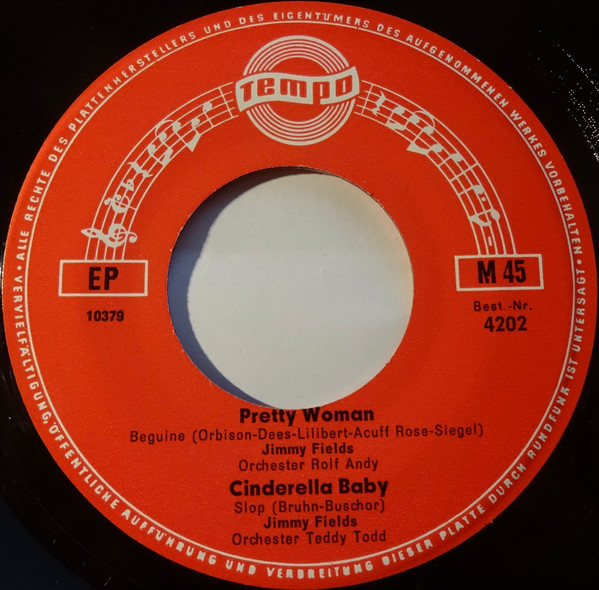 ALLE RECHTE DES PLATTENHERSTELLERS UND DES EIGENTÜMERS DES AUFGENOMMENEN WERKES VORBEHALTEN • VERVIELFÄLTIGUNG, ÖFFENTLICHE AUFFÜHRUNG UND VERBREITUNG DIESER PLATTE DURCH RUNDFUNK IST UNTERSAGT •
TEMPO
EP
M 45
10379
Best.-Nr.
4202
Pretty Woman
Beguine (Orbison-Dees-Lilibert-Acuff Rose-Siegel)
Jimmy Fields
Orchester Rolf Andy
Cinderella Baby
Slop (Bruhn-Buschor)
Jimmy Fields
Orchester Teddy Todd